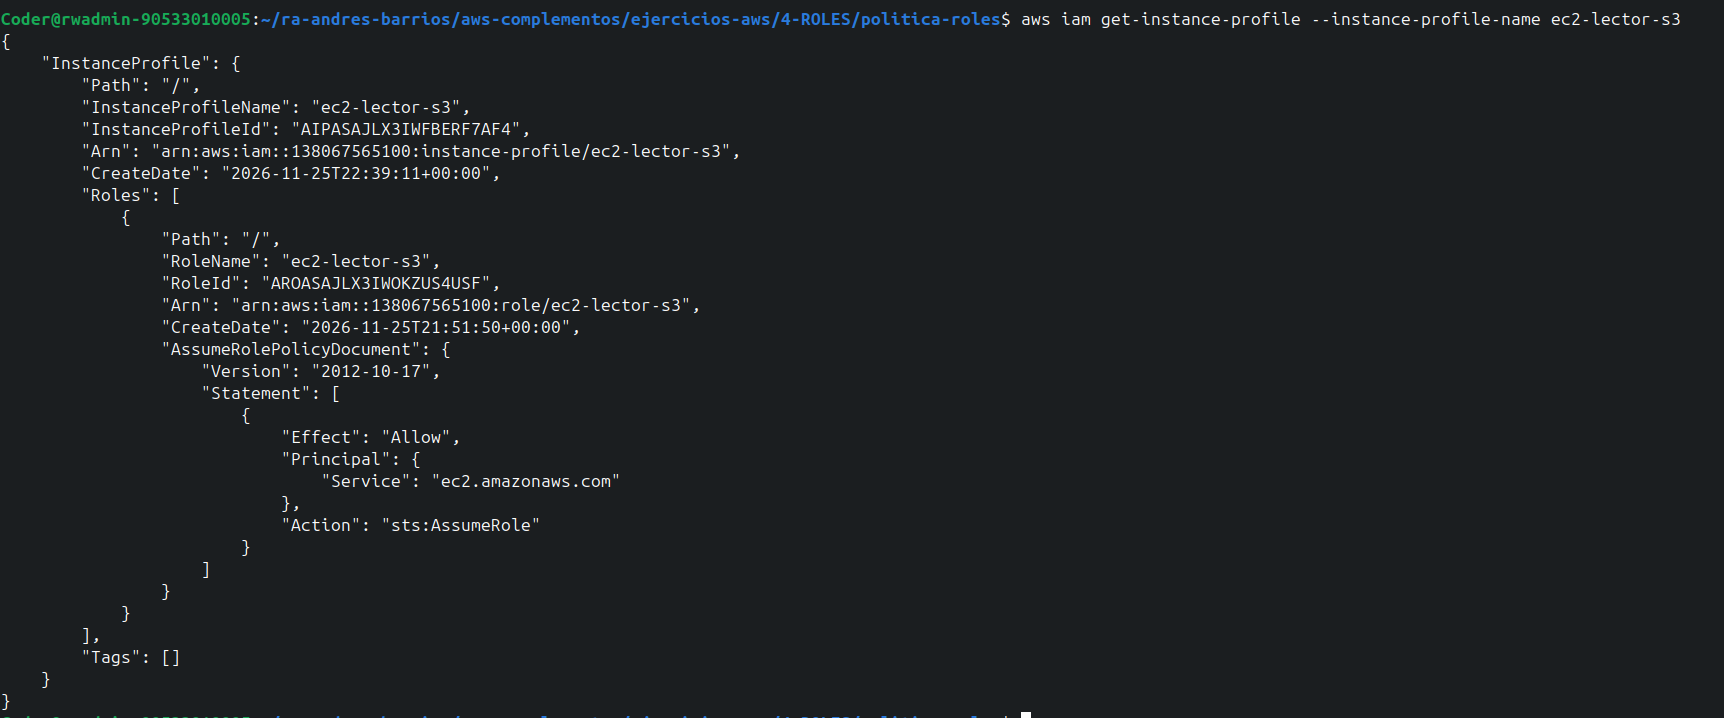 Coder@rwadmin-90533010005:~/ra-andres-barrios/aws-complementos/ejercicios-aws/4-ROLES/politica-roles$ aws iam get-instance-profile --instance-profile-name ec2-lector-s3
{
    "InstanceProfile": {
        "Path": "/",
        "InstanceProfileName": "ec2-lector-s3",
        "InstanceProfileId": "AIPASAJLX3IWFBERF7AF4",
        "Arn": "arn:aws:iam::138067565100:instance-profile/ec2-lector-s3",
        "CreateDate": "2026-11-25T22:39:11+00:00",
        "Roles": [
            {
                "Path": "/",
                "RoleName": "ec2-lector-s3",
                "RoleId": "AROASAJLX3IWOKZUS4USF",
                "Arn": "arn:aws:iam::138067565100:role/ec2-lector-s3",
                "CreateDate": "2026-11-25T21:51:50+00:00",
                "AssumeRolePolicyDocument": {
                    "Version": "2012-10-17",
                    "Statement": [
                        {
                            "Effect": "Allow",
                            "Principal": {
                                "Service": "ec2.amazonaws.com"
                            },
                            "Action": "sts:AssumeRole"
                        }
                    ]
                }
            }
        ],
        "Tags": []
    }
}